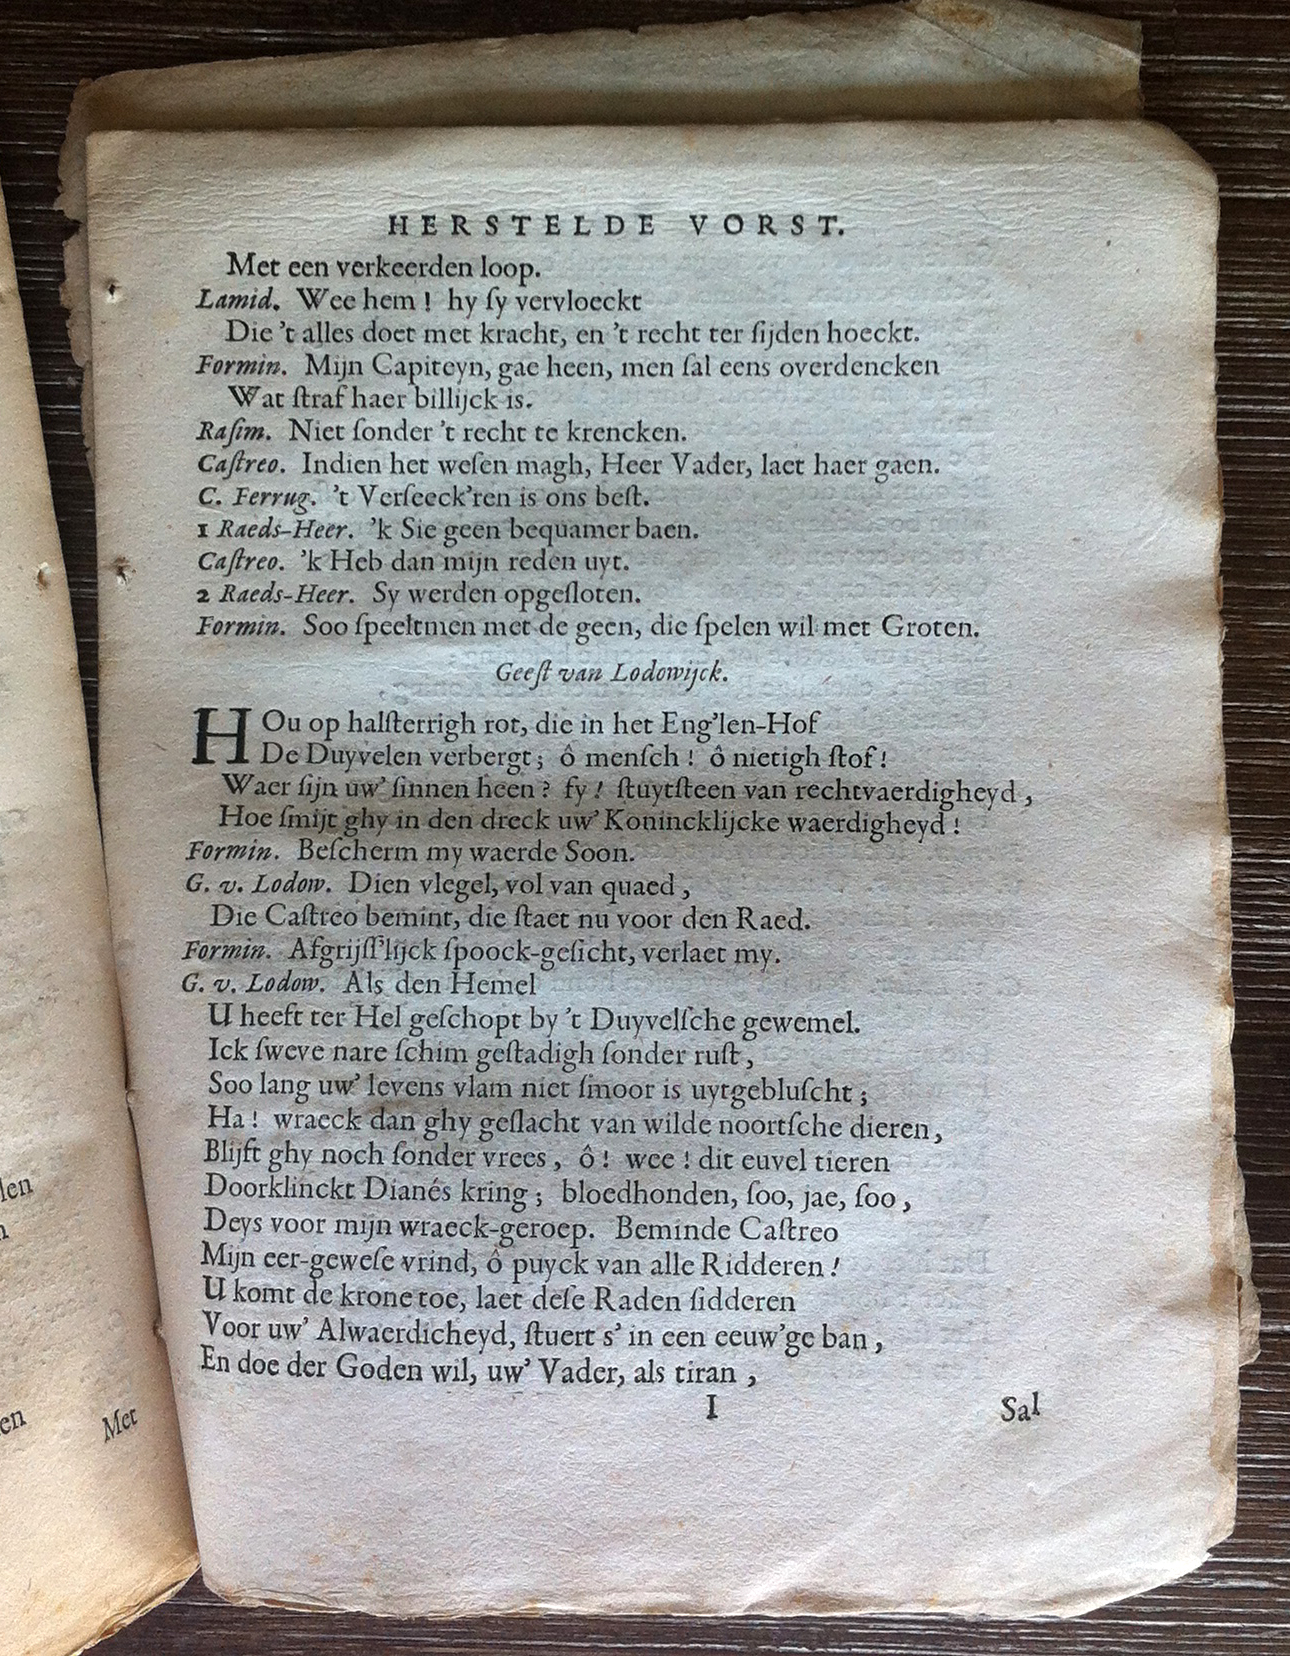 HERSTELDE VORST.
Met een verkeerden loop.
Lamid. Wee hem! hy ſy vervloeckt
Die 't alles doet met kracht, en 't recht ter ſijden hoeckt.
Formin. Mijn Capiteyn, gae heen, men ſal eens overdencken
Wat ſtraf haer billijck is.
Raſim. Niet ſonder 't recht te krencken.
Caſtreo. Indien het weſen magh, Heer Vader, laet haer gaen.
C. Ferrug. 't Verſeeck'ren is ons beſt.
1 Raeds-Heer. 'k Sie geen bequamer baen.
Caſtreo. 'k Heb dan mijn reden uyt.
2 Raeds-Heer. Sy werden opgeſloten.
Formin. Soo ſpeeltmen met de geen, die ſpelen wil met Groten.
Geeſt van Lodowijck.
HOu op halſterrigh rot, die in het Eng'len-Hof
De Duyvelen verbergt; ô menſch! ô nietigh ſtof!
Waer ſijn uw' ſinnen heen? fy! ſtuytſteen van rechtvaerdigheyd,
Hoe ſmijt ghy in den dreck uw' Konincklijcke waerdigheyd!
Formin. Beſcherm my waerde Soon.
G. v. Lodow. Dien vlegel, vol van quaed,
Die Caſtreo bemint, die ſtaet nu voor den Raed.
Formin. Afgrijſſ'lijck ſpoock-geſicht, verlaet my.
G. v. Lodow. Als den Hemel
U heeft ter Hel geſchopt by 't Duyvelſche gewemel.
Ick ſweve nare ſchim geſtadigh ſonder ruſt,
Soo lang uw' levens vlam niet ſmoor is uytgebluſcht;
Ha! wraeck dan ghy geſlacht van wilde noortſche dieren,
Blijft ghy noch ſonder vrees, ô! wee! dit euvel tieren
Doorklinckt Dianés kring; bloedhonden, ſoo, jae, ſoo,
Deys voor mijn wraeck-geroep. Beminde Caſtreo
Mijn eer-geweſe vrind, ô puyck van alle Ridderen!
U komt de krone toe, laet deſe Raden ſidderen
Voor uw' Alwaerdicheyd, ſtuert s' in een eeuw'ge ban,
En doe der Goden wil, uw' Vader, als tiran,
I
Sal
len
en
Met